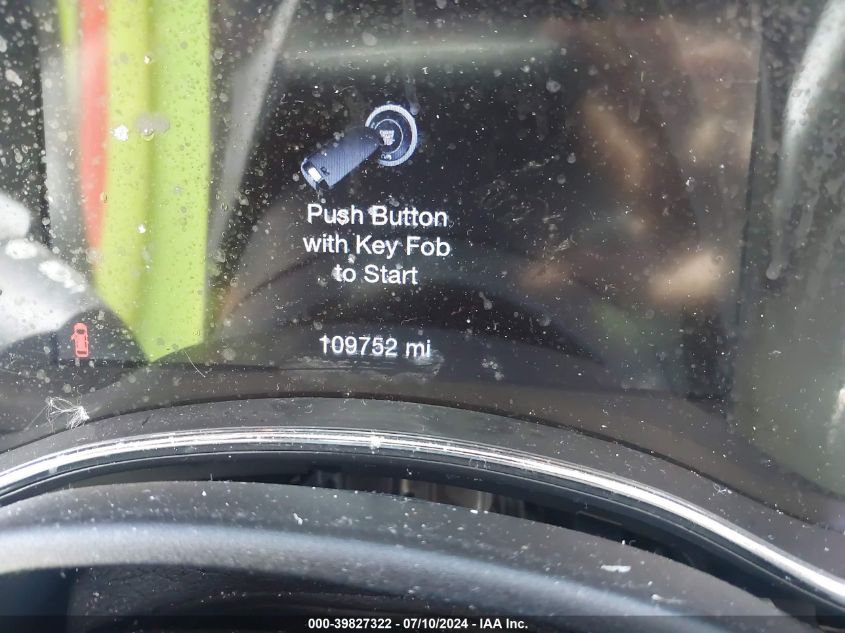 Push Button
with Key Fob
to Start
109752 mi
000-39827322 - 07/10/2024 - IAA Inc.